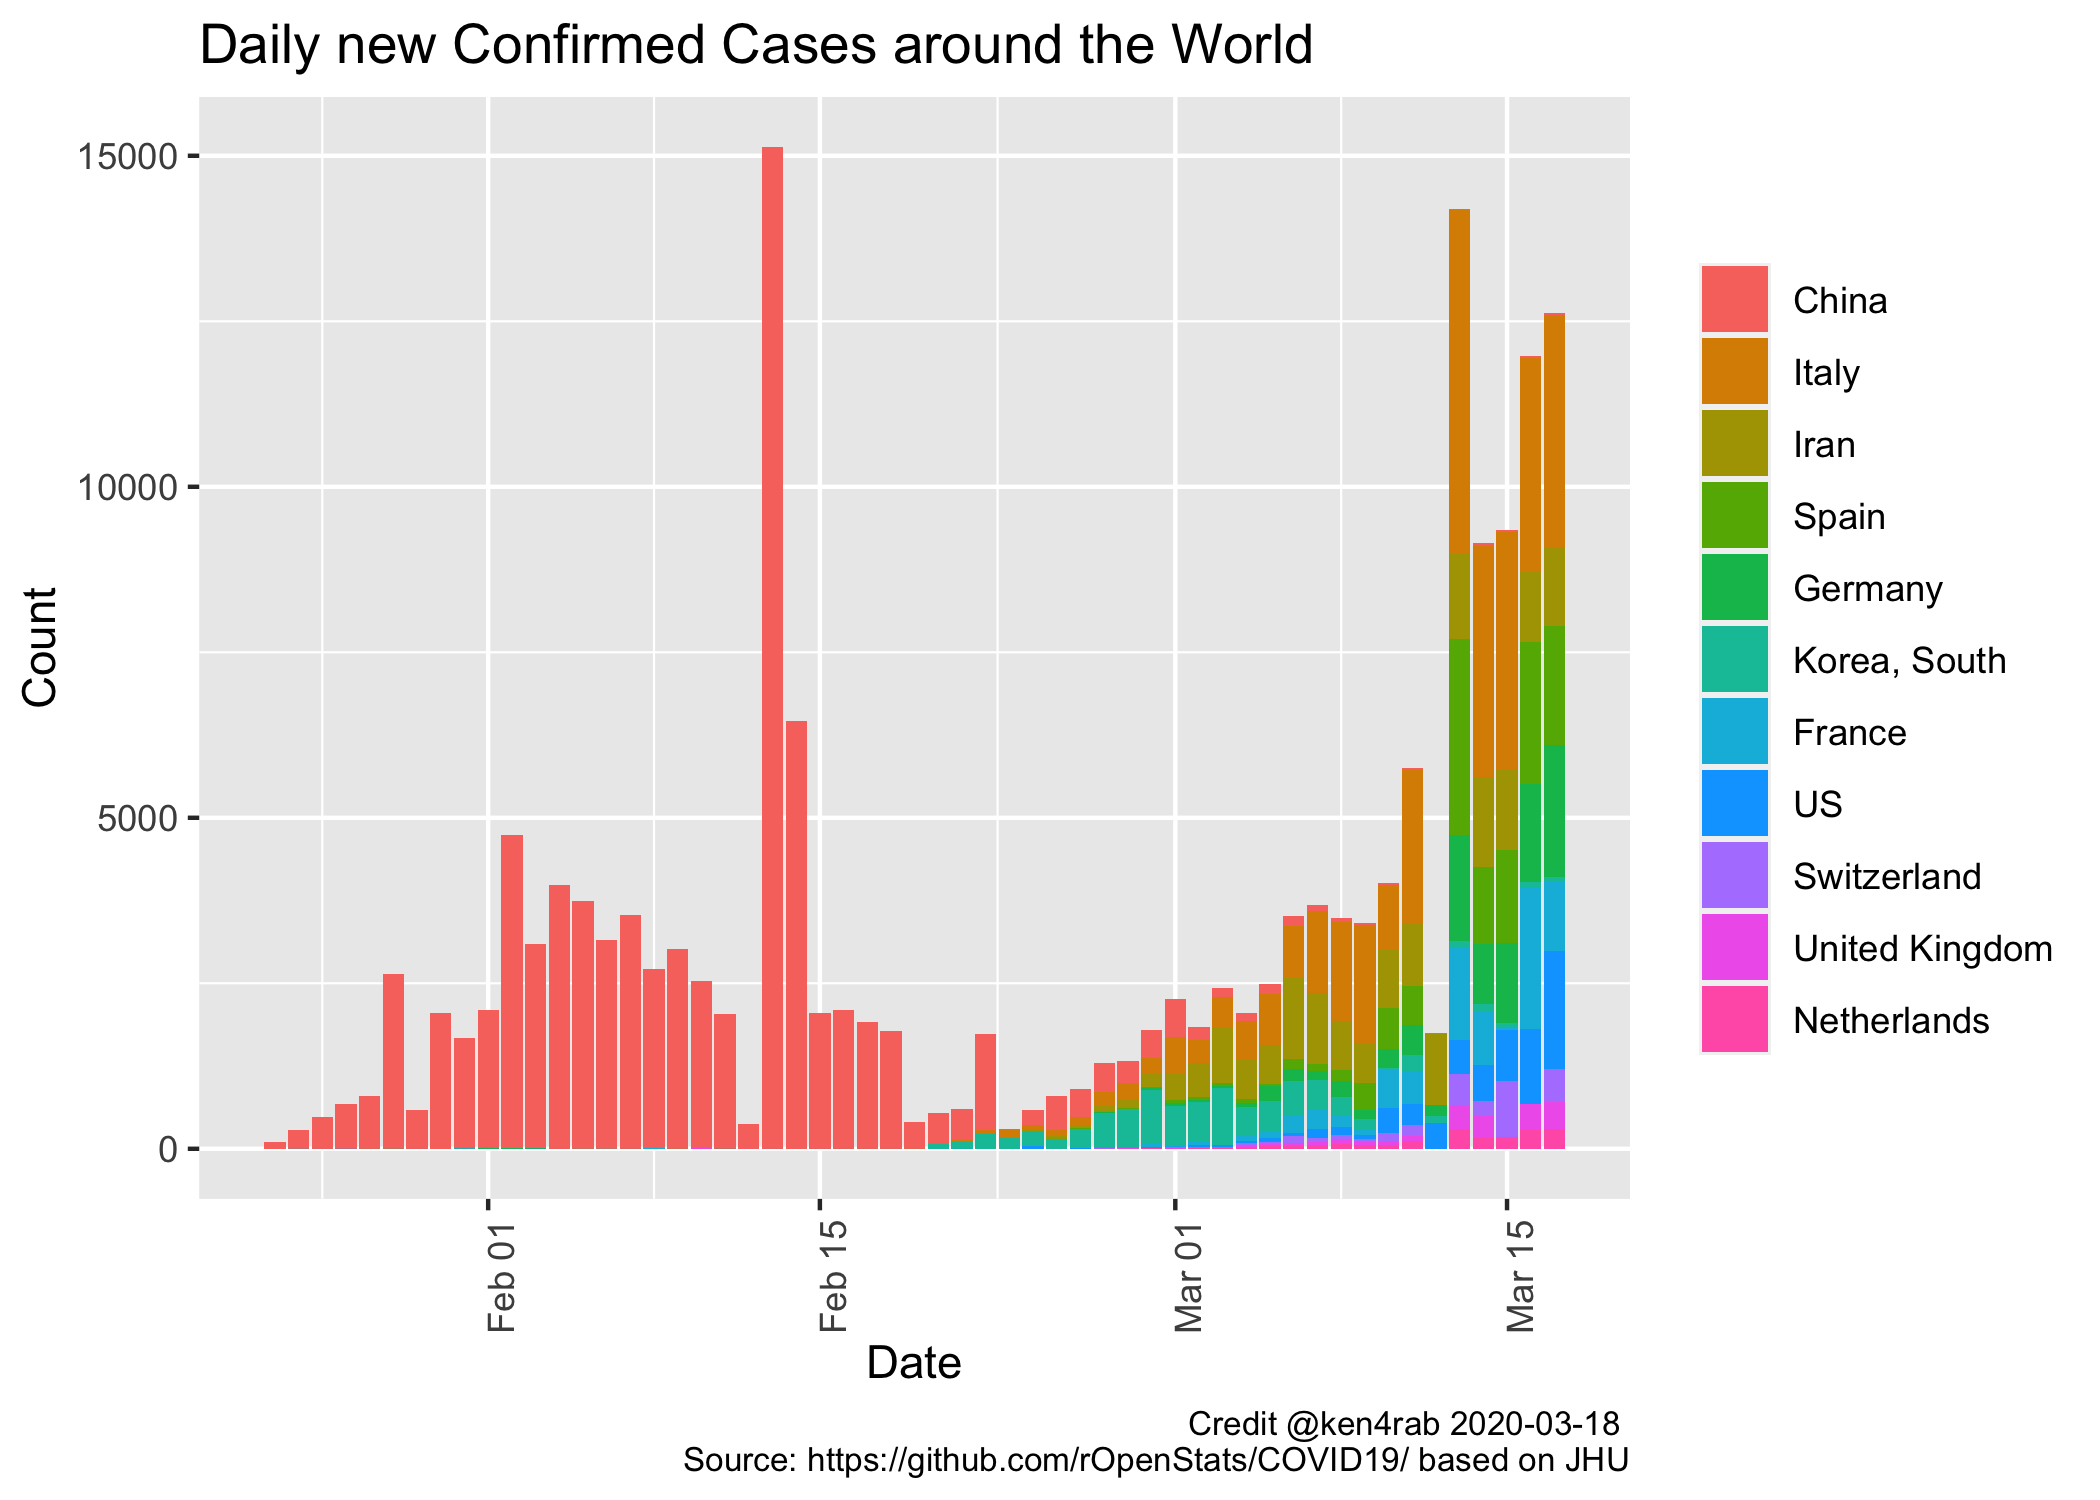 Daily new Confirmed Cases around the World
Count
15000
10000
5000
0
Feb 01
Feb 15
Mar 01
Mar 15
Date
China
Italy
Iran
Spain
Germany
Korea, South
France
US
Switzerland
United Kingdom
Netherlands
Credit @ken4rab 2020-03-18
Source: https://github.com/rOpenStats/COVID19/ based on JHU